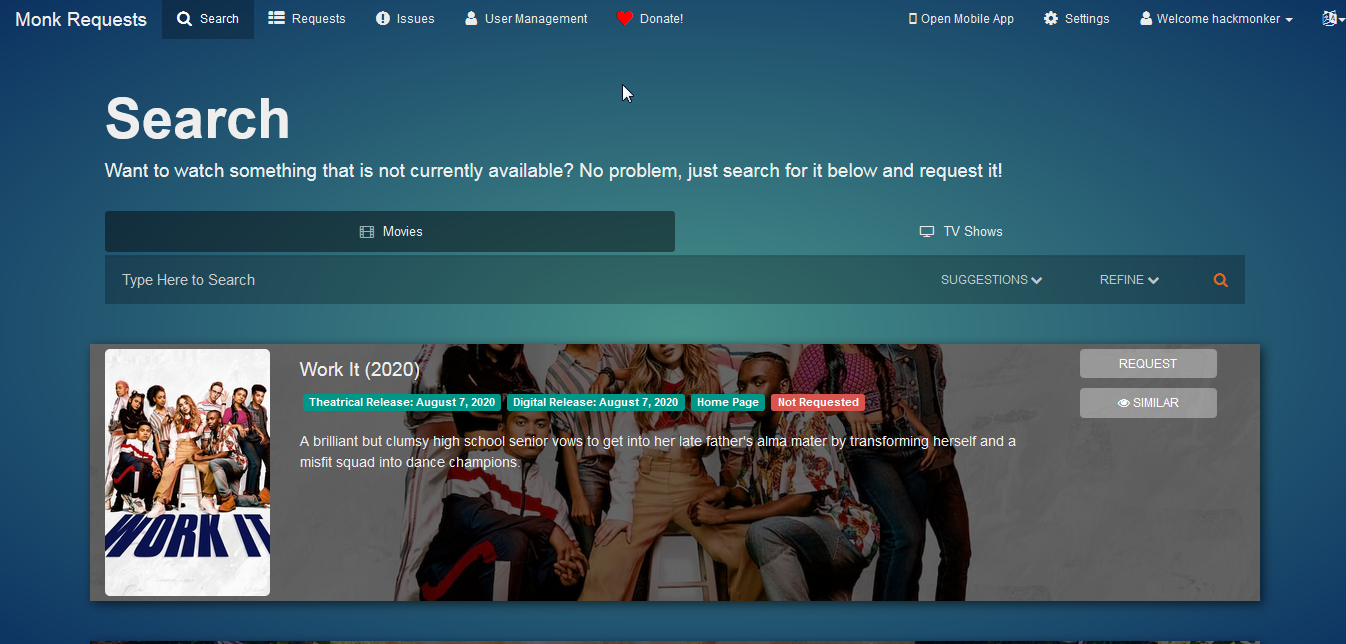 Monk Requests
Search
Requests
Issues
User Management
Donate!
Open Mobile App
Settings
Welcome hackmonker
Search
Want to watch something that is not currently available? No problem, just search for it below and request it!
Movies
TV Shows
Type Here to Search
SUGGESTIONS
REFINE
Work It (2020)
REQUEST
Theatrical Release: August 7, 2020
Digital Release: August 7, 2020
Home Page
Not Requested
SIMILAR
A brilliant but clumsy high school senior vows to get into her late father's alma mater by transforming herself and a
misfit squad into dance champions.
WORK IT